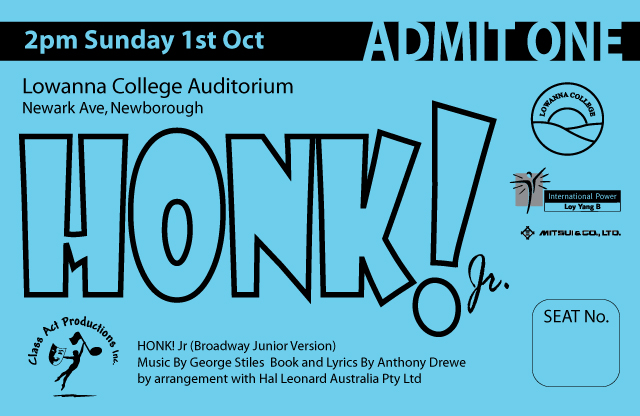 2pm Sunday 1st Oct
ADMIT ONE
Lowanna College Auditorium
Newark Ave, Newborough
LOWANNA COLLEGE
HONK! Jr.
International Power
Loy Yang B
MITSUI & CO., LTD.
Class Act Productions Inc.
HONK! Jr (Broadway Junior Version)
Music By George Stiles Book and Lyrics By Anthony Drewe
by arrangement with Hal Leonard Australia Pty Ltd
SEAT No.